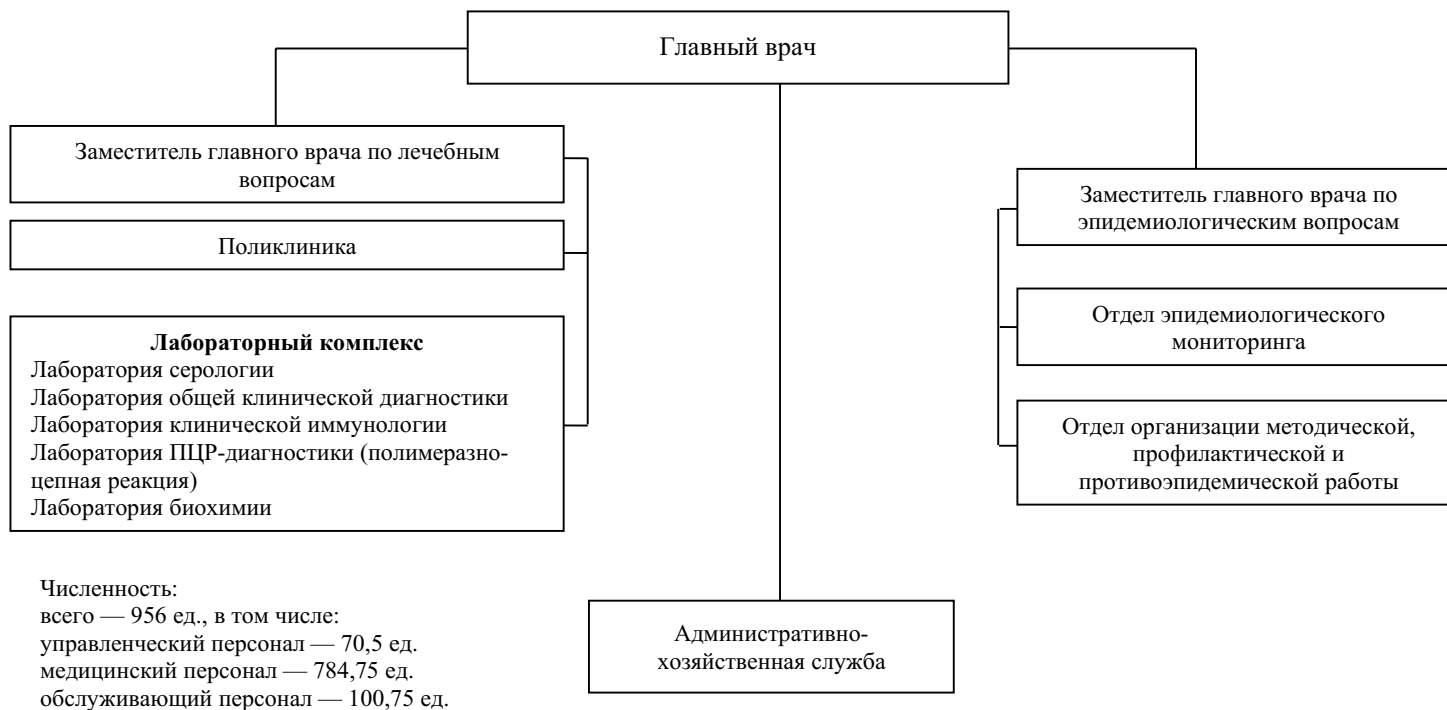 Главный врач
Заместитель главного врача по лечебным
вопросам
Поликлиника
Лабораторный комплекс
Лаборатория серологии
Лаборатория общей клинической диагностики
Лаборатория клинической иммунологии
Лаборатория ПЦР-диагностики (полимеразно-
цепная реакция)
Лаборатория биохимии
Заместитель главного врача по
эпидемиологическим вопросам
Отдел эпидемиологического
мониторинга
Отдел организации методической,
профилактической и
противоэпидемической работы
Административно-
хозяйственная служба
Численность:
всего — 956 ед., в том числе:
управленческий персонал — 70,5 ед.
медицинский персонал — 784,75 ед.
обслуживающий персонал — 100,75 ед.